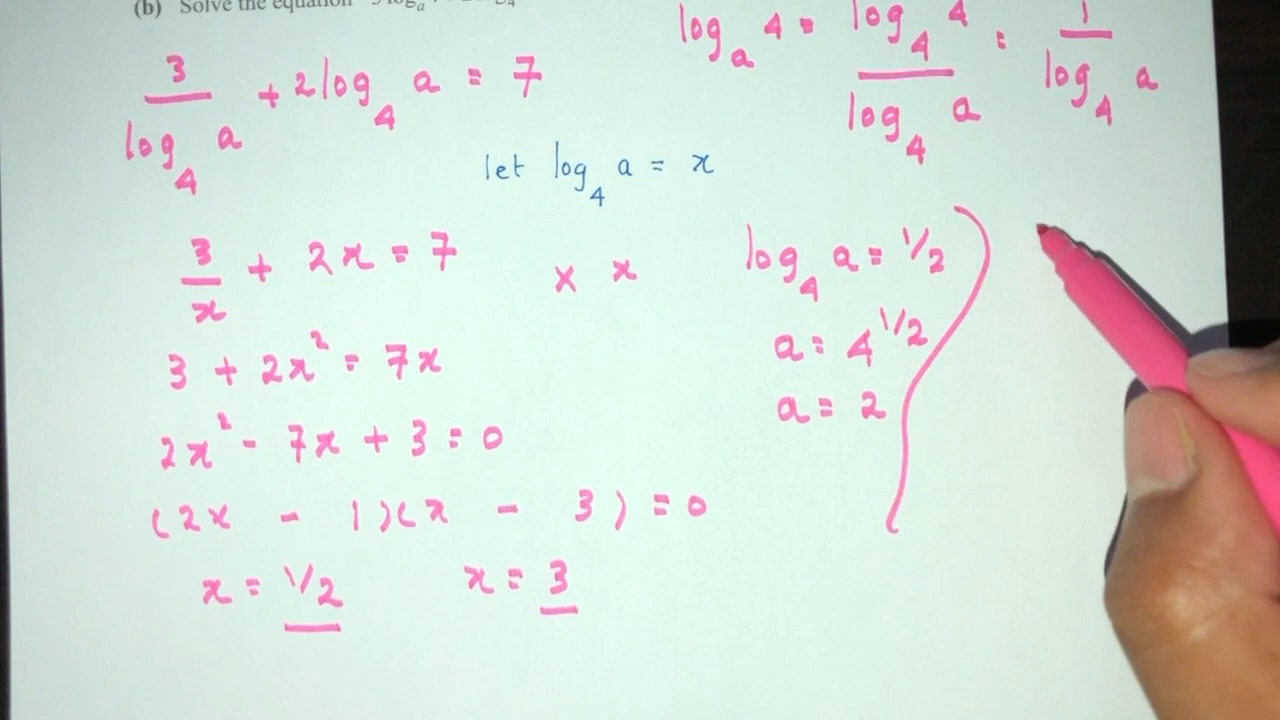 (b) Solve the equation
log_a 4 = log_4 4 / log_4 a = 1 / log_4 a
3 / log_4 a + 2log_4 a = 7
let log_4 a = x
3/x + 2x = 7
× x
3 + 2x² = 7x
2x² - 7x + 3 = 0
(2x - 1)(x - 3) = 0
x = 1/2 x = 3
log_4 a = 1/2
a = 4^1/2
a = 2